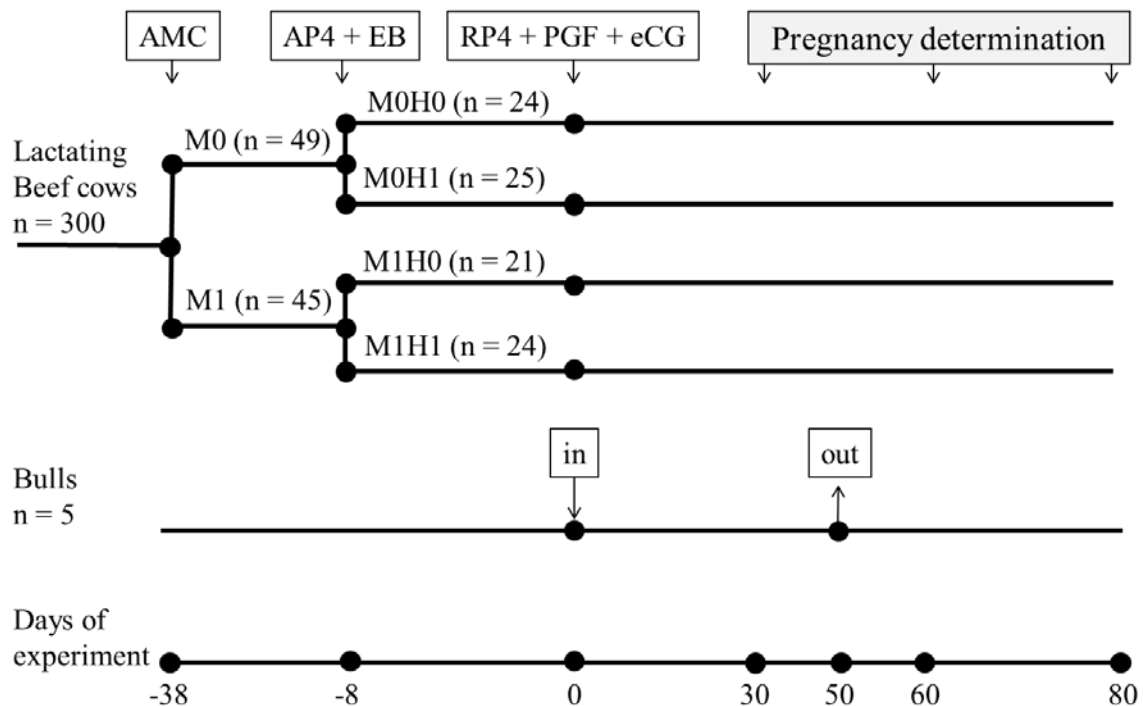 AMC
AP4 + EB
RP4 + PGF + eCG
Pregnancy determination
M0H0 (n = 24)
M0 (n = 49)
Lactating
Beef cows
n = 300
M0H1 (n = 25)
M1H0 (n = 21)
M1 (n = 45)
M1H1 (n = 24)
in
out
Bulls
n = 5
Days of
experiment
-38
-8
0
30
50
60
80